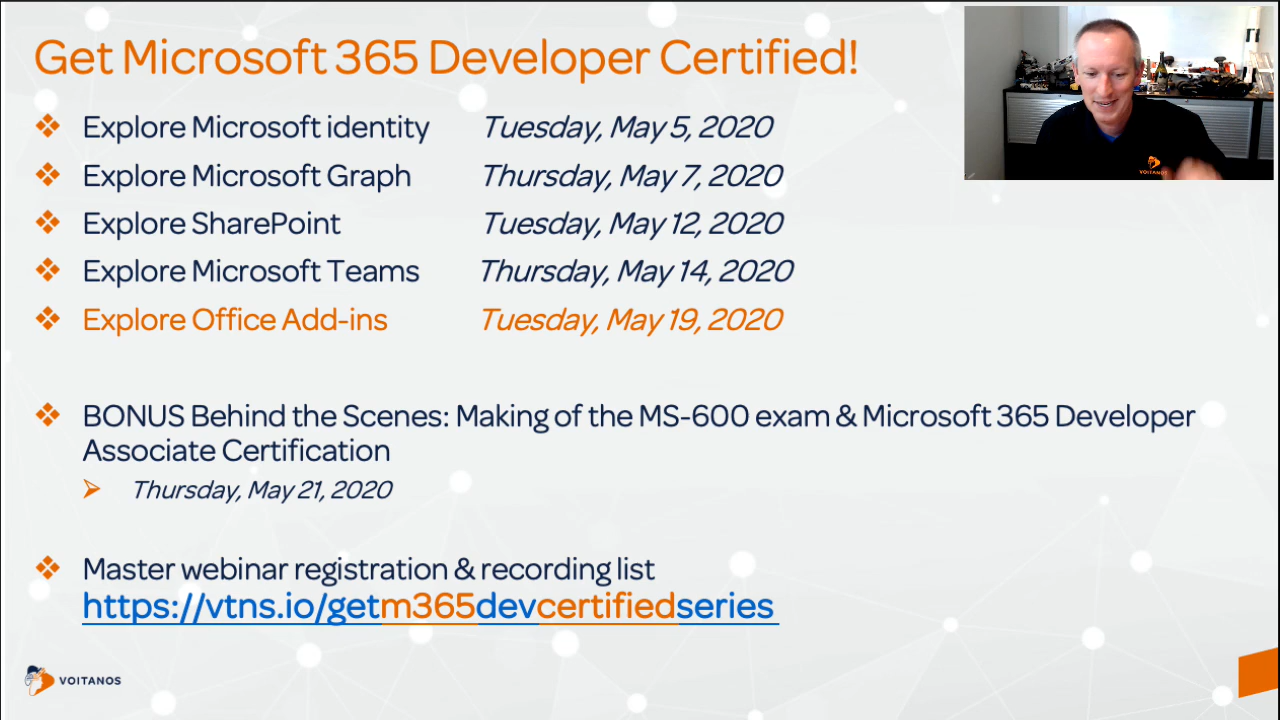 Get Microsoft 365 Developer Certified!
Explore Microsoft identity Tuesday, May 5, 2020
Explore Microsoft Graph Thursday, May 7, 2020
Explore SharePoint Tuesday, May 12, 2020
Explore Microsoft Teams Thursday, May 14, 2020
Explore Office Add-ins Tuesday, May 19, 2020
BONUS Behind the Scenes: Making of the MS-600 exam & Microsoft 365 Developer
Associate Certification
Thursday, May 21, 2020
Master webinar registration & recording list
https://vtns.io/getm365devcertifiedseries
VOITANOS
VOITANOS